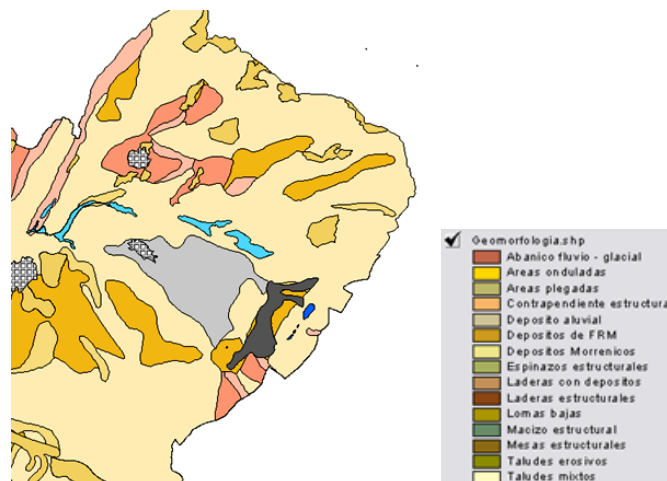 Geomorfologia.shp
Abanico fluvio - glacial
Areas onduladas
Areas plegadas
Contrapendiente estructura
Deposito aluvial
Depositos de FRM
Depositos Morrenicos
Espinazos estructurales
Laderas con depositos
Laderas estructurales
Lomas bajas
Macizo estructural
Mesas estructurales
Taludes erosivos
Taludes mixtos